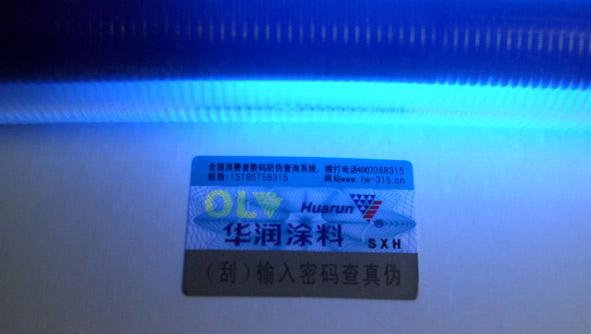 全国消费者数码防伪查询系统，拨打电话4007088315
短信：15195756315 网站www.lw-315.cn
OLV Huarun®
华润涂料 SXH
（刮）输入密码查真伪